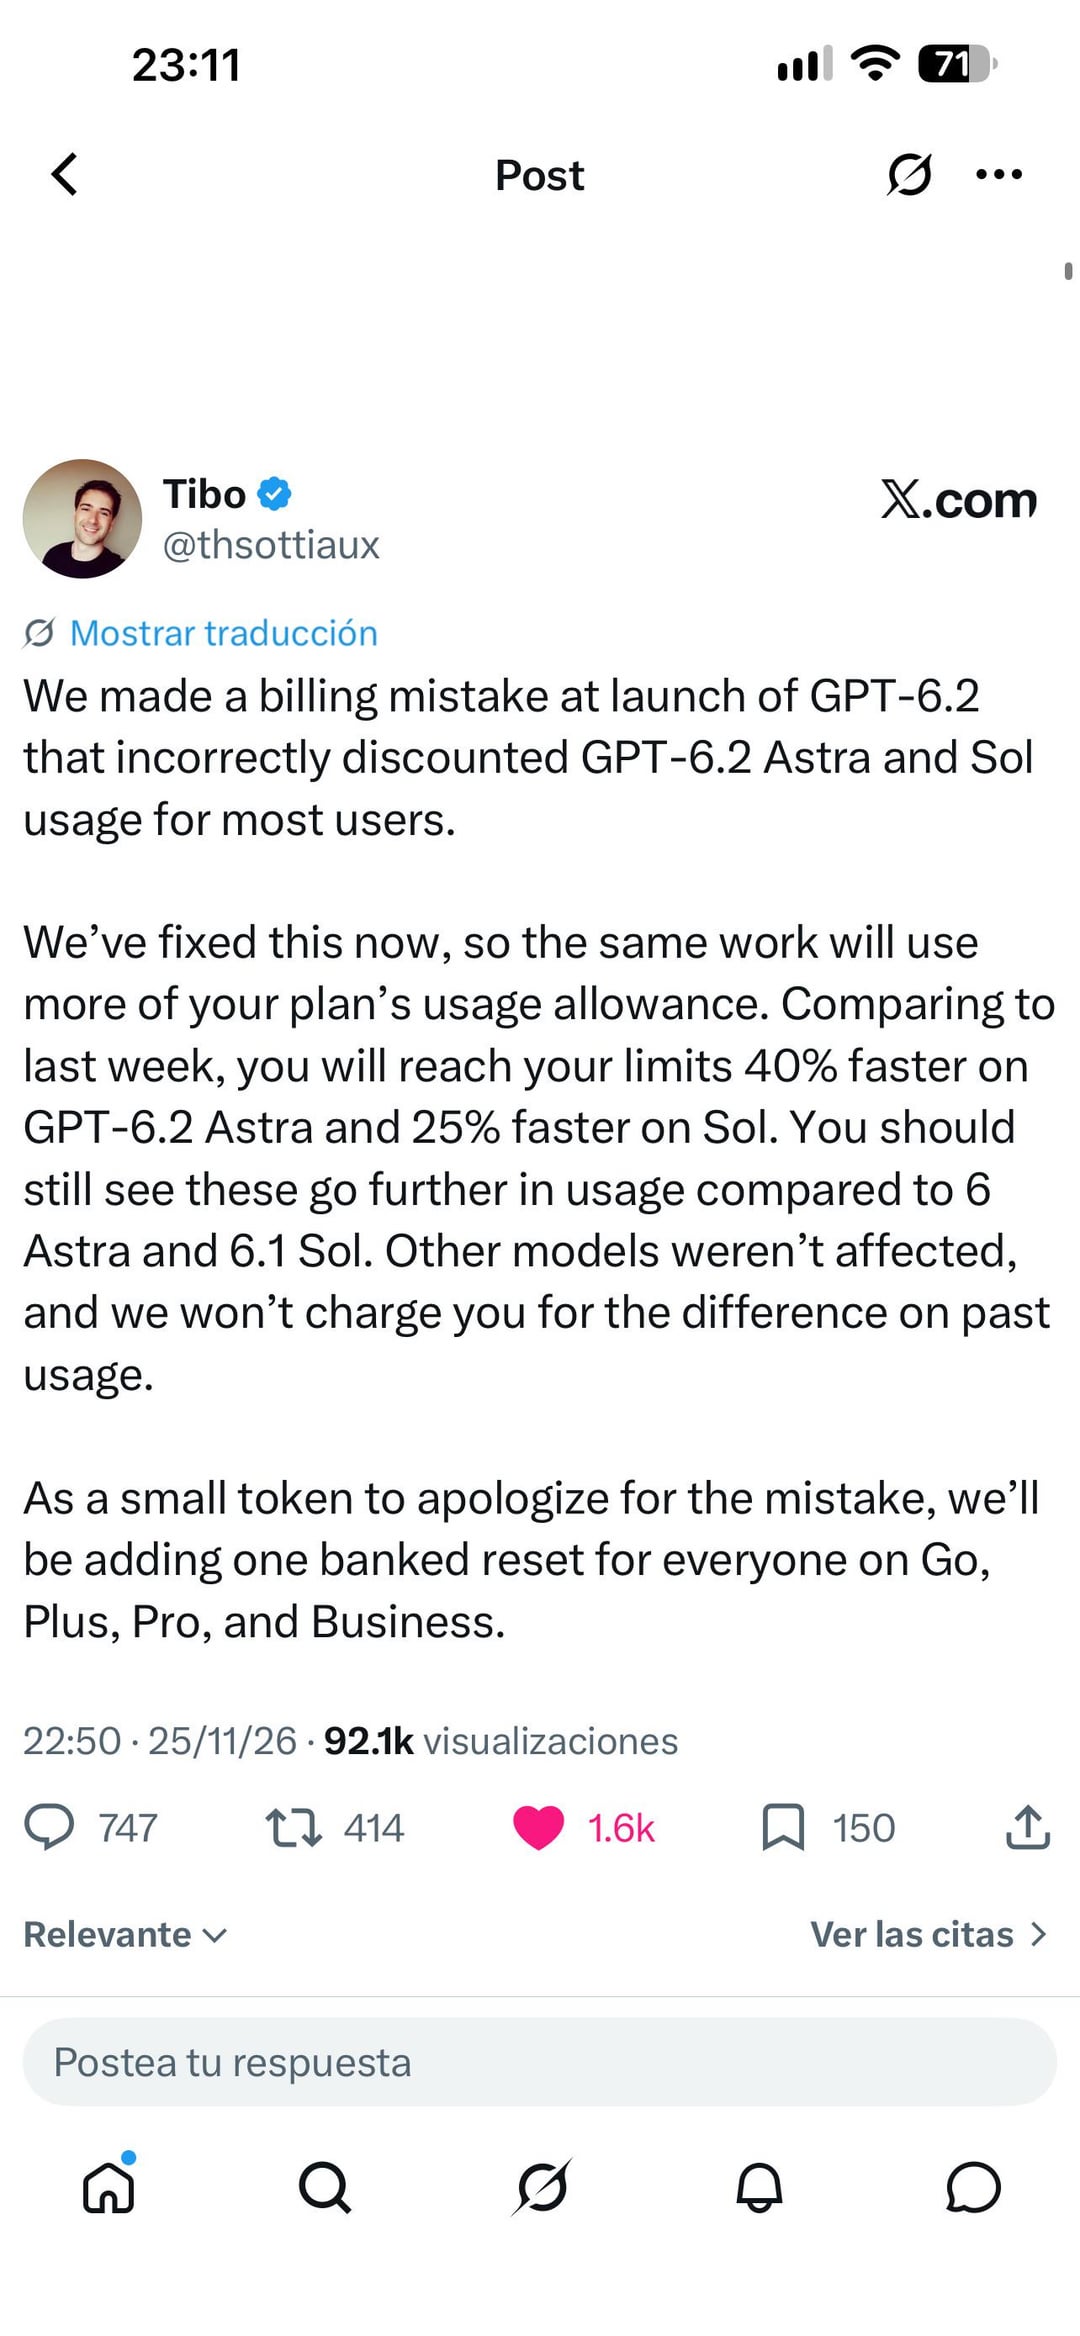 23:11
71
Post
Tibo
X.com
@thsottiaux
Mostrar traducción
We made a billing mistake at launch of GPT-6.2
that incorrectly discounted GPT-6.2 Astra and Sol
usage for most users.
We’ve fixed this now, so the same work will use
more of your plan’s usage allowance. Comparing to
last week, you will reach your limits 40% faster on
GPT-6.2 Astra and 25% faster on Sol. You should
still see these go further in usage compared to 6
Astra and 6.1 Sol. Other models weren’t affected,
and we won’t charge you for the difference on past
usage.
As a small token to apologize for the mistake, we’ll
be adding one banked reset for everyone on Go,
Plus, Pro, and Business.
22:50 · 25/11/26 · 92.1k visualizaciones
747 414 1.6k 150
Relevante Ver las citas
Postea tu respuesta